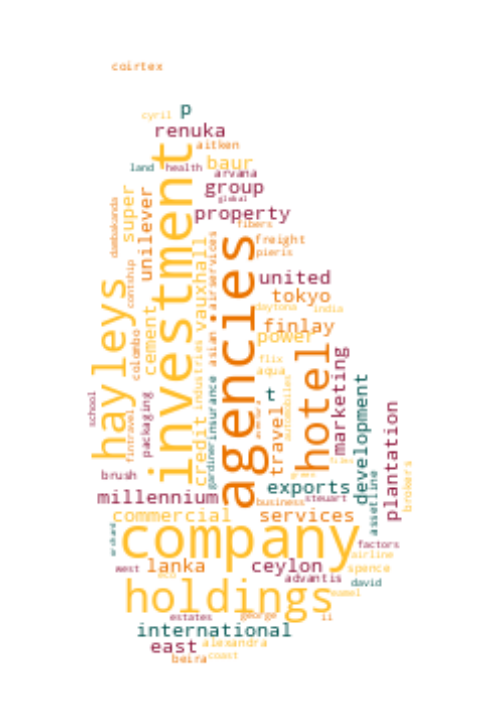 coirtex
cyril
p
renuka
aitken
land
health
baur
arvana
group
global
super
unilever
investment
property
dambakanda
fibers
freight
pieris
vauxhall
airservices
asian
agencies
united
contship
tokyo
daytona
india
hayleys
colombo
cement
finlay
power
industries
flix
aqua
hotel
marketing
school
fintravel
packaging
credit
insurance
gardiner
t
travel
automobiles
development
plantation
brokers
assetline
brush
exports
millennium
business
steuart
commercial
services
company
factors
airline
west
lanka
eco
ceylon
spence
advantis
david
holdings
eamel
estates
george
ii
international
east
alexandra
beira
coast